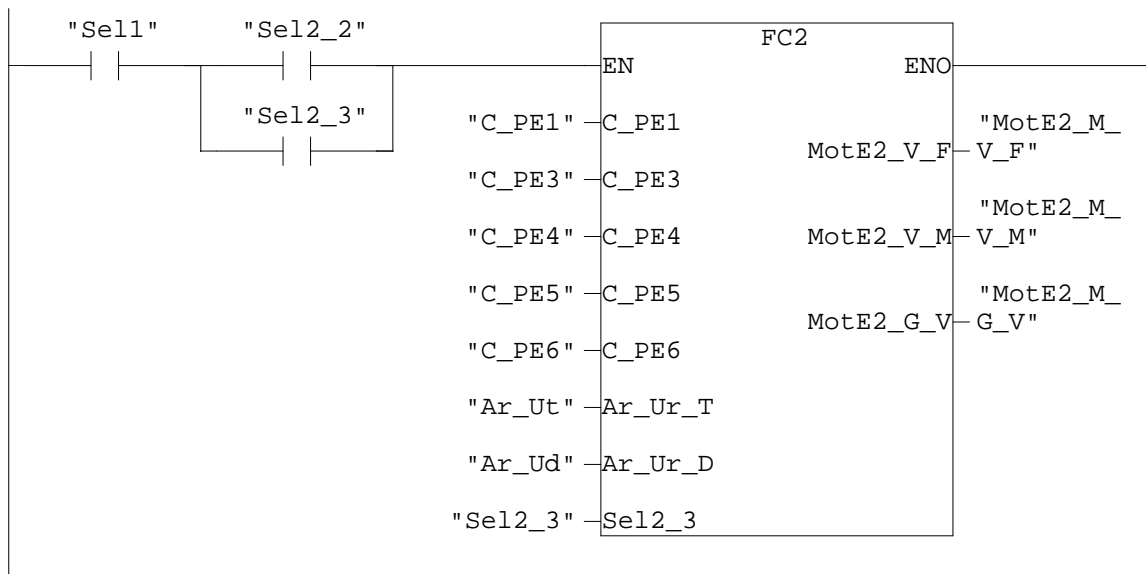 "Sel1"
"Sel2_2"
FC2
EN
ENO
"Sel2_3"
"C_PE1"
C_PE1
"MotE2_M_
MotE2_V_F
V_F"
"C_PE3"
C_PE3
"MotE2_M_
"C_PE4"
C_PE4
MotE2_V_M
V_M"
"C_PE5"
C_PE5
"MotE2_M_
MotE2_G_V
G_V"
"C_PE6"
C_PE6
"Ar_Ut"
Ar_Ur_T
"Ar_Ud"
Ar_Ur_D
"Sel2_3"
Sel2_3